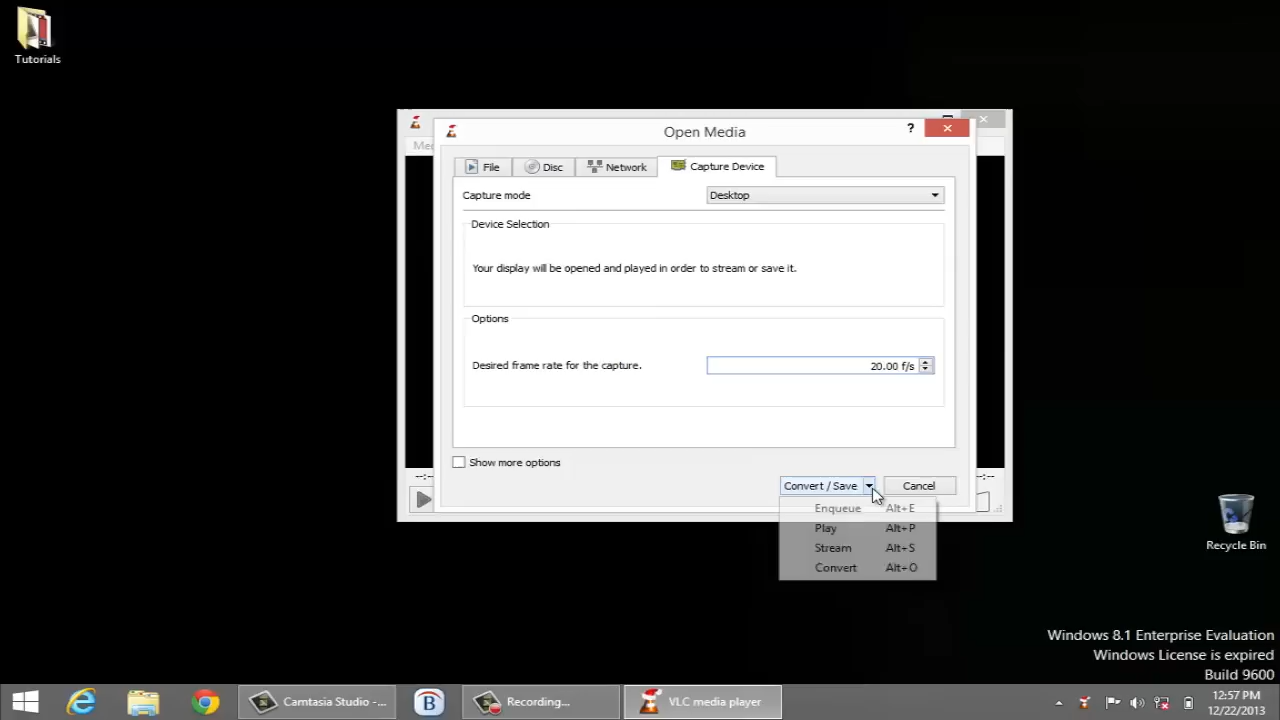 Tutorials
Open Media
?
Med
File
Disc
Network
Capture Device
Capture mode
Desktop
Device Selection
Your display will be opened and played in order to stream or save it.
Options
Desired frame rate for the capture.
20.00 f/s
Show more options
--:
--:
Convert / Save
Cancel
Enqueue Alt+E
Play Alt+P
Stream Alt+S
Convert Alt+O
Recycle Bin
Windows 8.1 Enterprise Evaluation
Windows License is expired
Build 9600
Camtasia Studio -...
B
Recording...
VLC media player
12:57 PM
12/22/2013